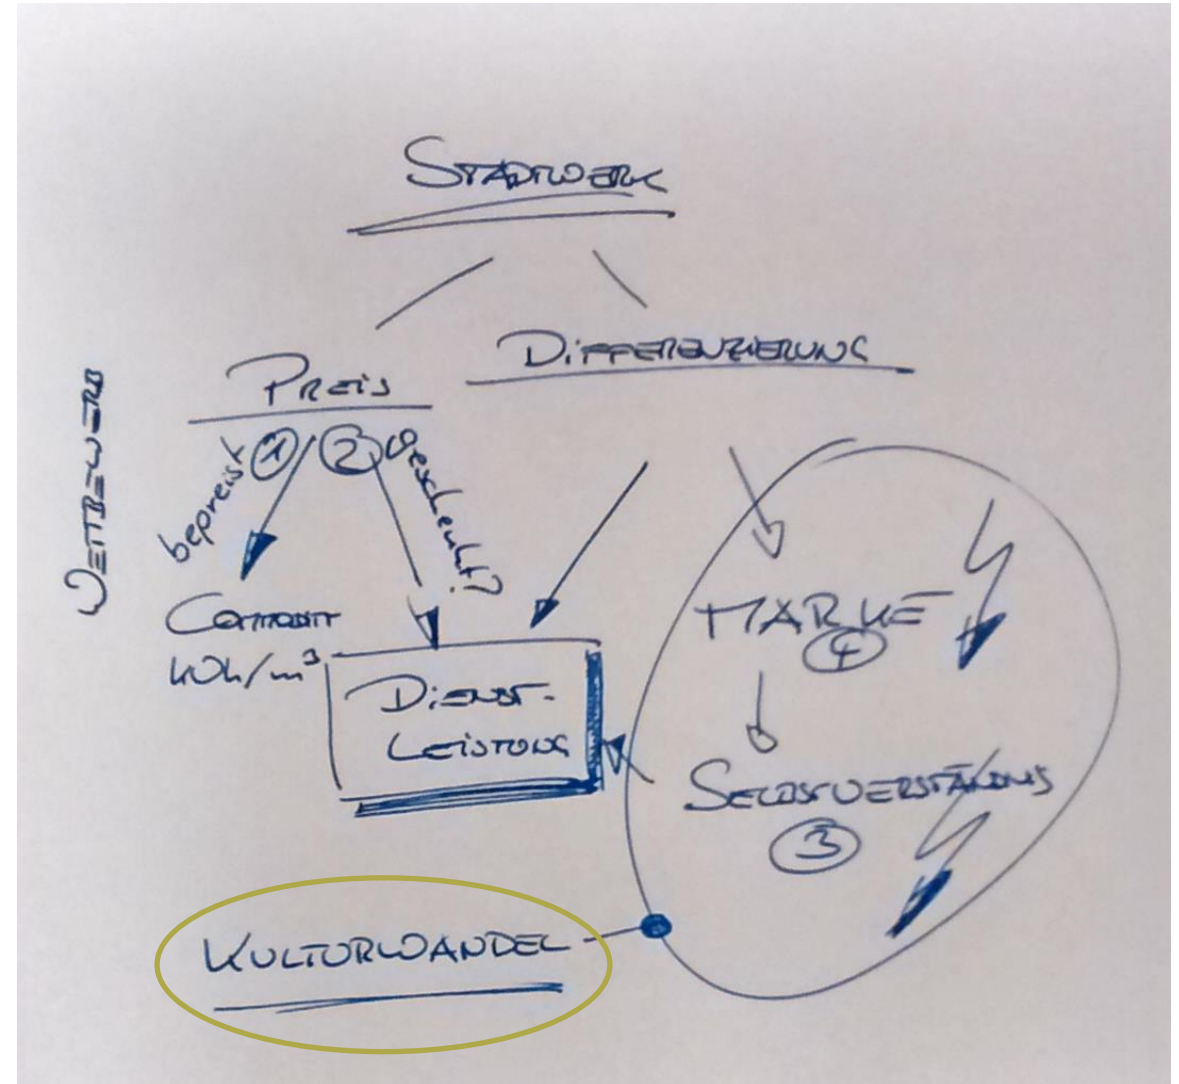 STADTWERK
DIFFERENZIERUNG
PREIS
WETTBEWERB
bepreist 1 2 Geschenkt?
COMMODITY
kWh/m³
MARKE
4
DIENST-
LEISTUNG
SELBSTVERSTÄNDNIS
3
KULTURWANDEL